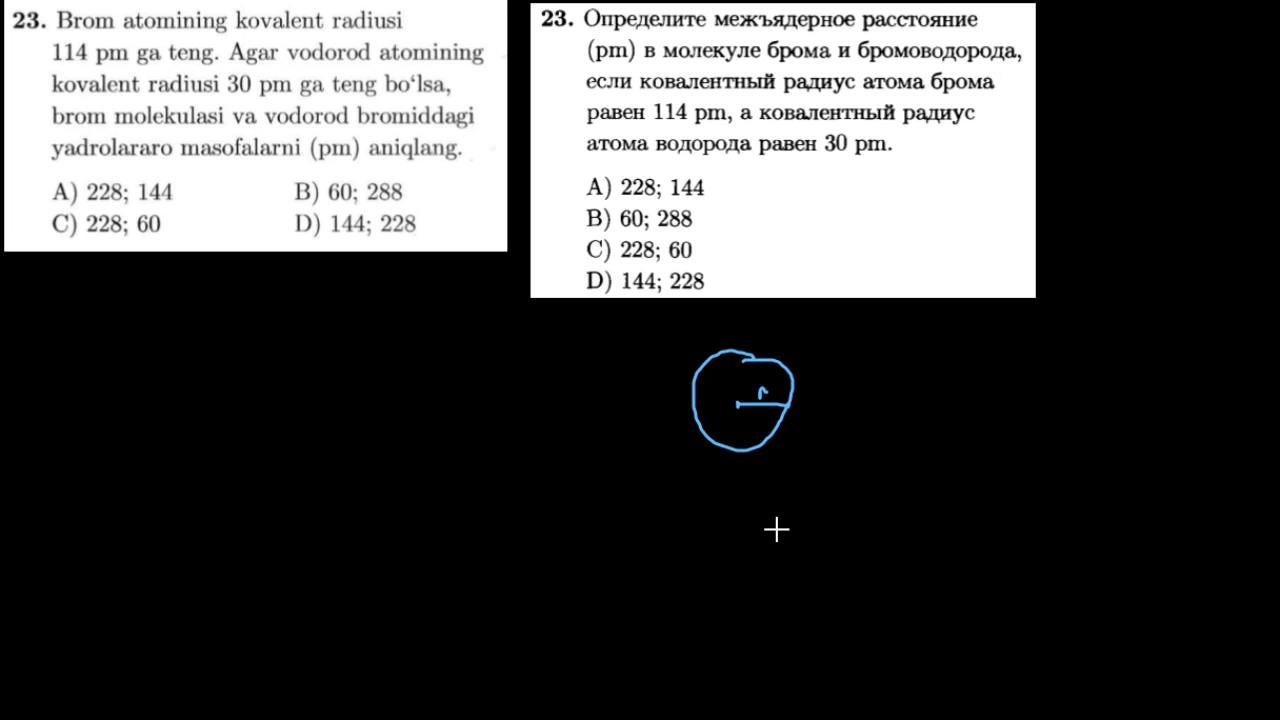 23. Brom atomining kovalent radiusi
114 pm ga teng. Agar vodorod atomining
kovalent radiusi 30 pm ga teng bo‘lsa,
brom molekulasi va vodorod bromiddagi
yadrolararo masofalarni (pm) aniqlang.
A) 228; 144 B) 60; 288
C) 228; 60 D) 144; 228
23. Определите межъядерное расстояние
(pm) в молекуле брома и бромоводорода,
если ковалентный радиус атома брома
равен 114 pm, а ковалентный радиус
атома водорода равен 30 pm.
A) 228; 144
B) 60; 288
C) 228; 60
D) 144; 228
r